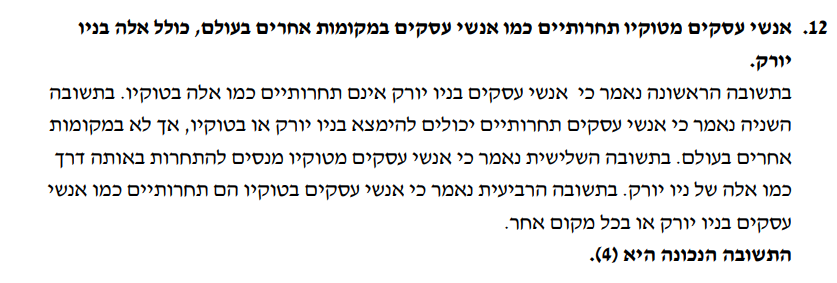 12. אנשי עסקים מטוקיו תחרותיים כמו אנשי עסקים במקומות אחרים בעולם, כולל אלה בניו
יורק.
בתשובה הראשונה נאמר כי אנשי עסקים בניו יורק אינם תחרותיים כמו אלה בטוקיו. בתשובה
השניה נאמר כי אנשי עסקים תחרותיים יכולים להימצא בניו יורק או בטוקיו, אך לא במקומות
אחרים בעולם. בתשובה השלישית נאמר כי אנשי עסקים מטוקיו מנסים להתחרות באותה דרך
כמו אלה של ניו יורק. בתשובה הרביעית נאמר כי אנשי עסקים בטוקיו הם תחרותיים כמו אנשי
עסקים בניו יורק או בכל מקום אחר.
התשובה הנכונה היא (4).